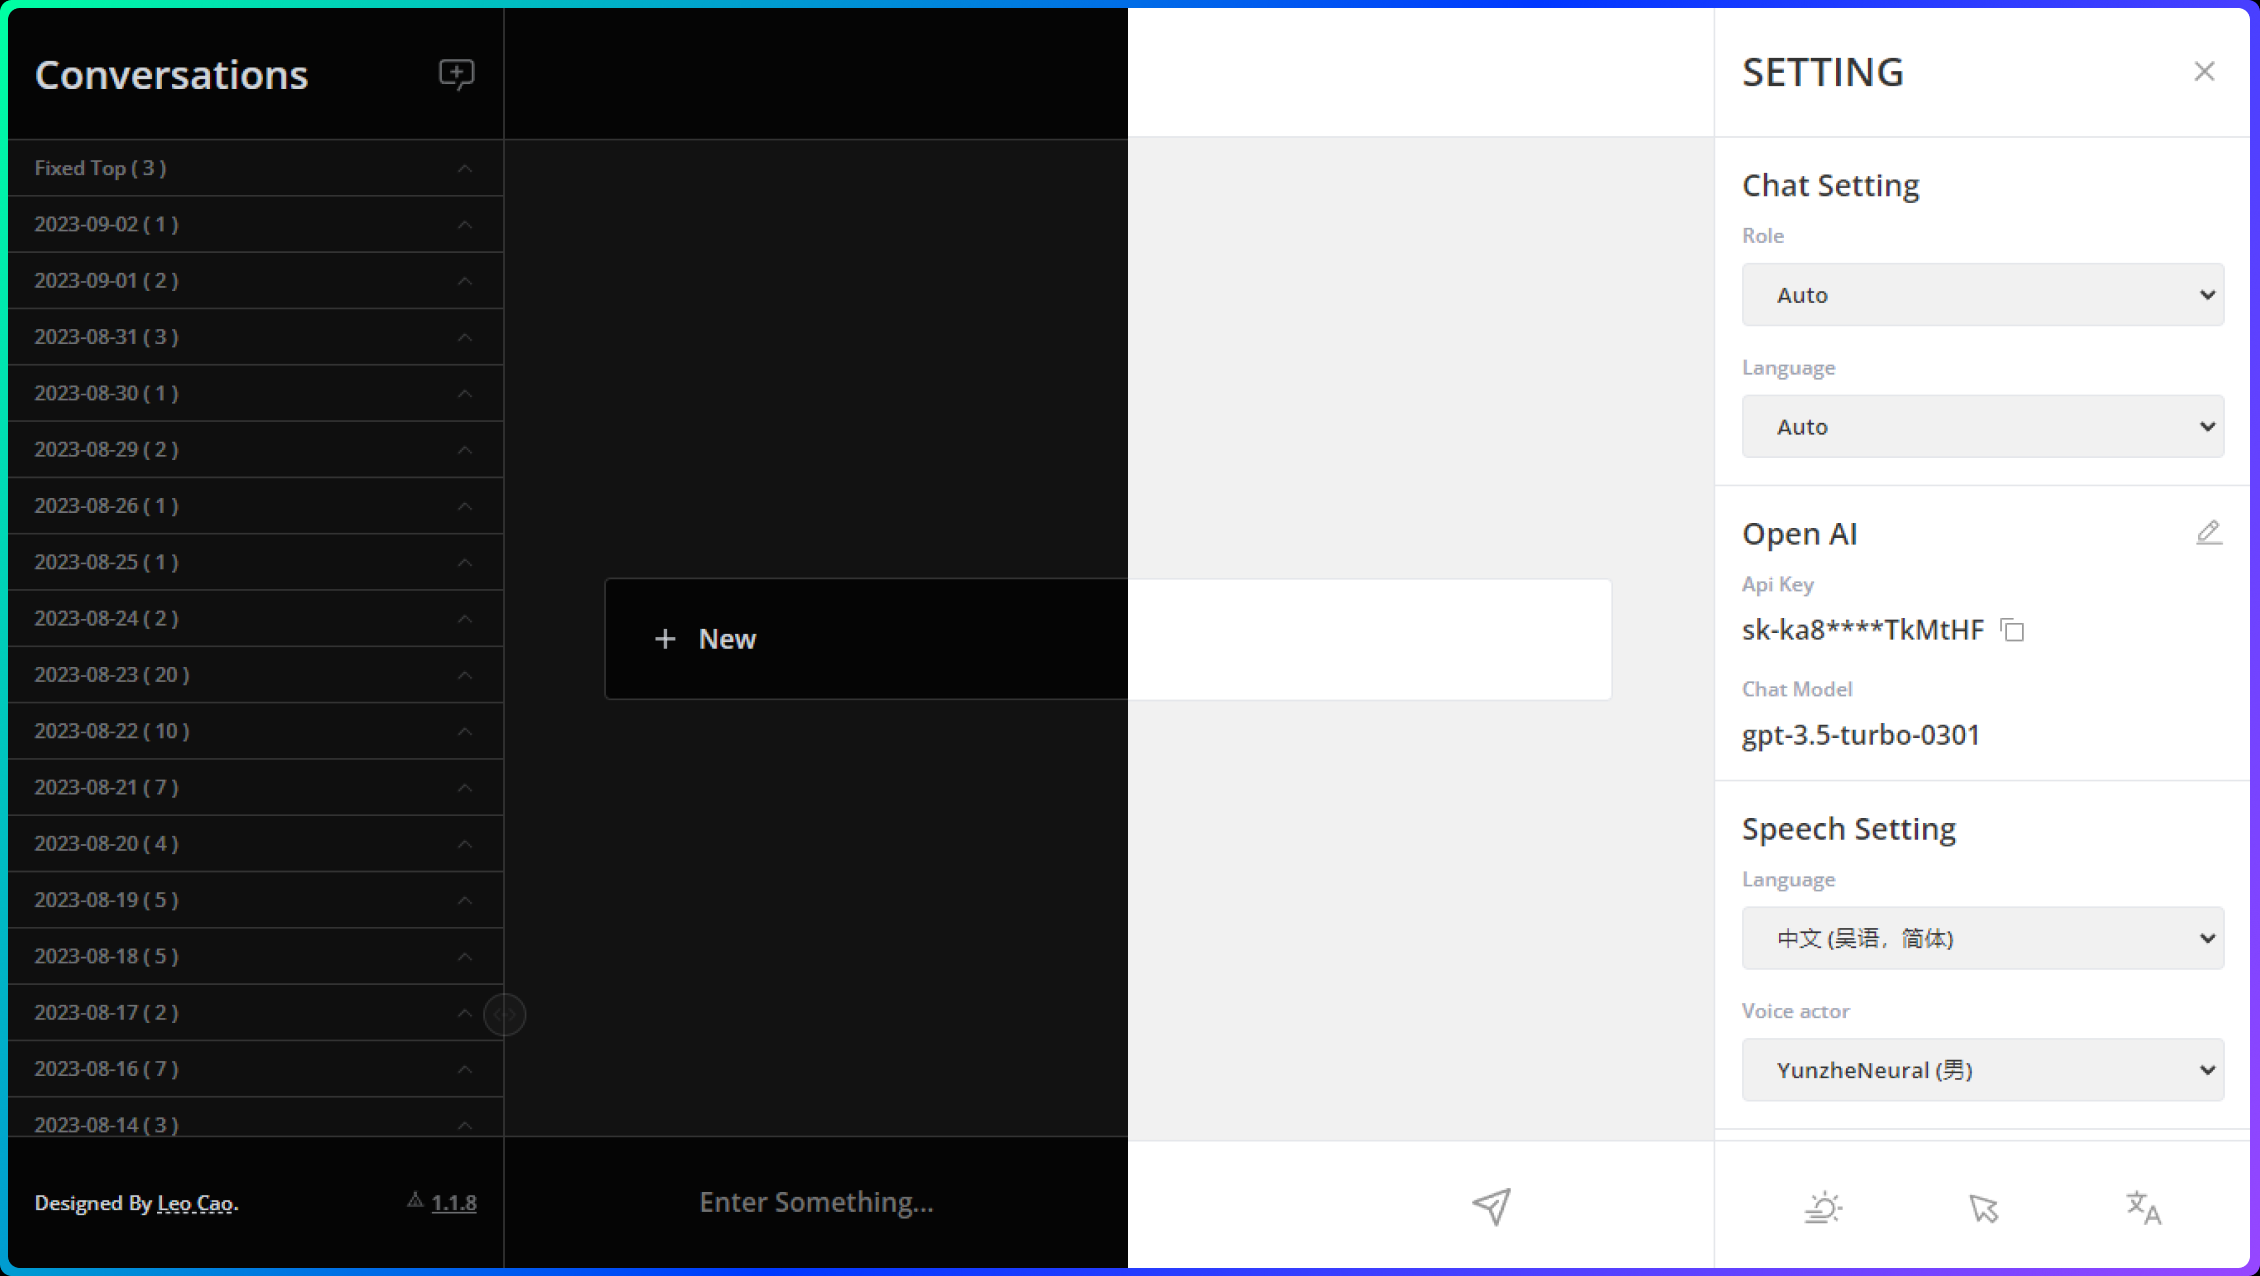 Conversations
Fixed Top ( 3 )
2023-09-02 ( 1 )
2023-09-01 ( 2 )
2023-08-31 ( 3 )
2023-08-30 ( 1 )
2023-08-29 ( 2 )
2023-08-26 ( 1 )
2023-08-25 ( 1 )
2023-08-24 ( 2 )
2023-08-23 ( 20 )
2023-08-22 ( 10 )
2023-08-21 ( 7 )
2023-08-20 ( 4 )
2023-08-19 ( 5 )
2023-08-18 ( 5 )
2023-08-17 ( 2 )
2023-08-16 ( 7 )
2023-08-14 ( 3 )
Designed By Leo Cao.
1.1.8
+ New
Enter Something...
SETTING
Chat Setting
Role
Auto
Language
Auto
Open AI
Api Key
sk-ka8****TkMtHF
Chat Model
gpt-3.5-turbo-0301
Speech Setting
Language
中文 (吴语，简体)
Voice actor
YunzheNeural (男)